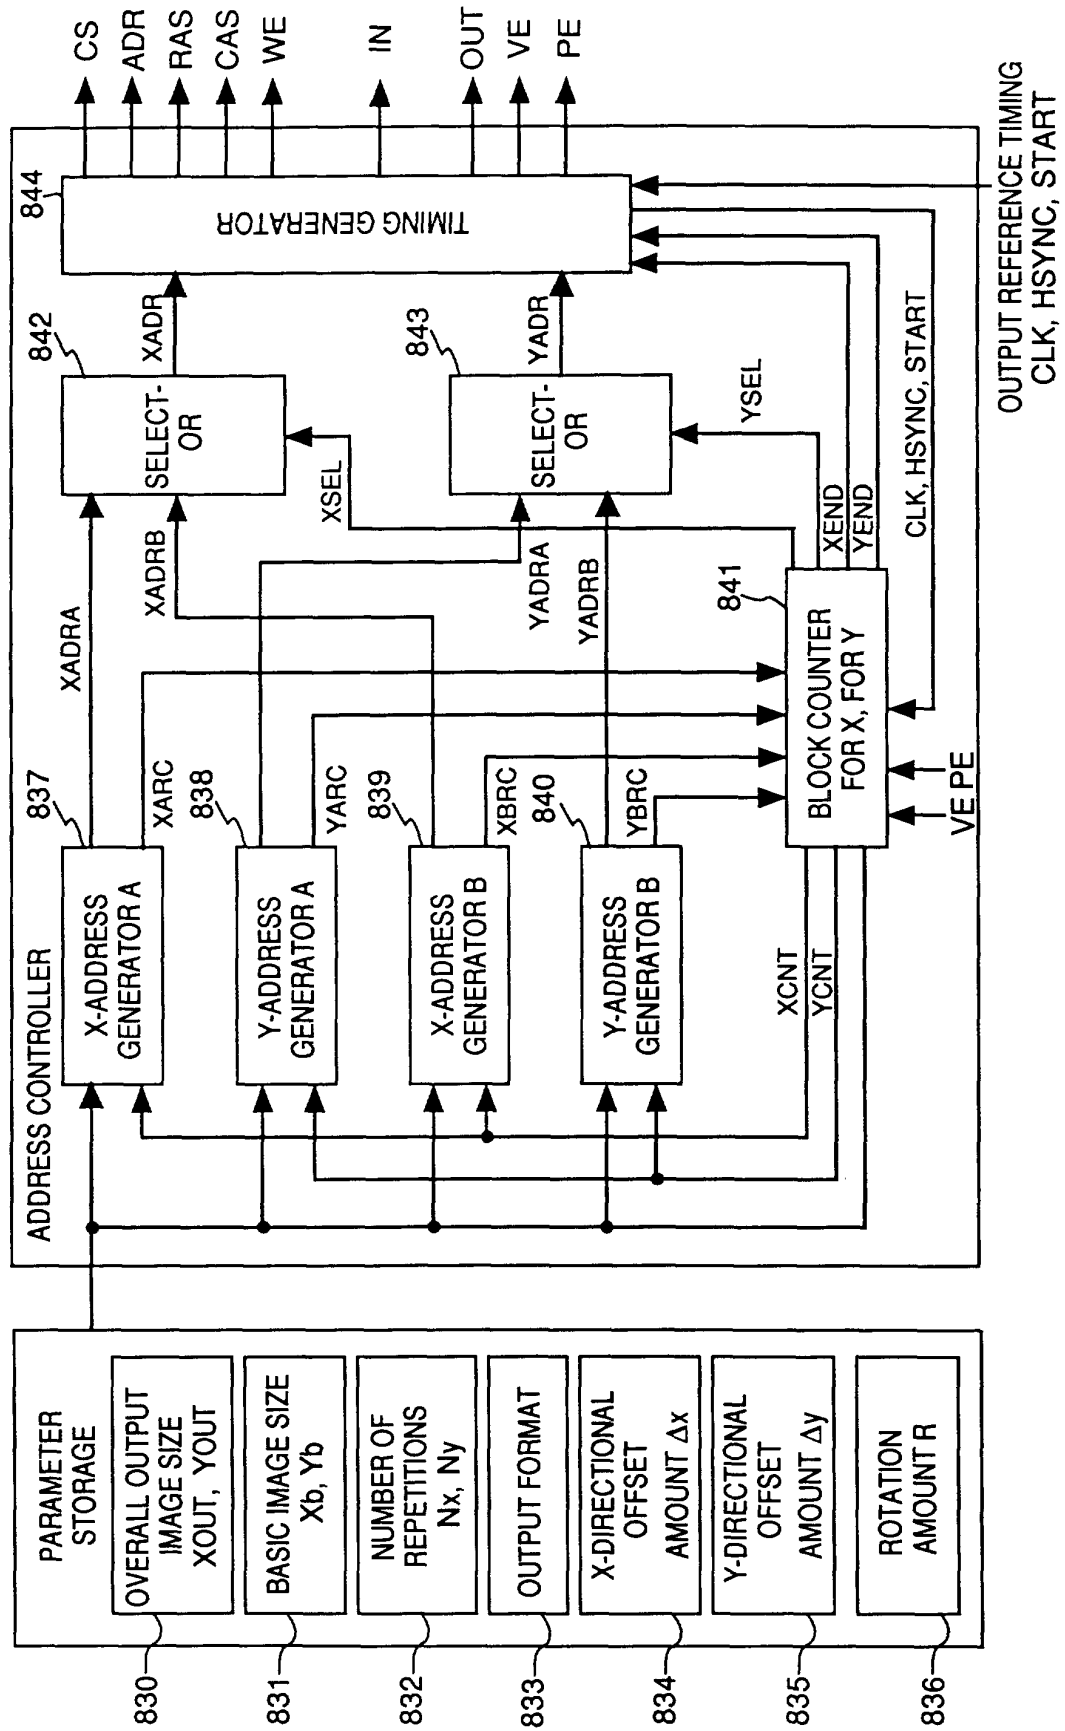 PARAMETER
STORAGE
830
OVERALL OUTPUT
IMAGE SIZE
XOUT, YOUT
831
BASIC IMAGE SIZE
Xb, Yb
832
NUMBER OF
REPETITIONS
Nx, Ny
833
OUTPUT FORMAT
834
X-DIRECTIONAL
OFFSET
AMOUNT Δx
835
Y-DIRECTIONAL
OFFSET
AMOUNT Δy
836
ROTATION
AMOUNT R
ADDRESS CONTROLLER
837
X-ADDRESS
GENERATOR A
XADRA
XARC
838
Y-ADDRESS
GENERATOR A
YARC
839
X-ADDRESS
GENERATOR B
XBRC
840
Y-ADDRESS
GENERATOR B
YBRC
XCNT
YCNT
841
BLOCK COUNTER
FOR X, FOR Y
VE PE
XADRB
YADRA
YADRB
XSEL
YSEL
XEND
YEND
CLK, HSYNC, START
842
SELECT-
OR
XADR
843
SELECT-
OR
YADR
844
TIMING GENERATOR
CS
ADR
RAS
CAS
WE
IN
OUT
VE
PE
OUTPUT REFERENCE TIMING
CLK, HSYNC, START